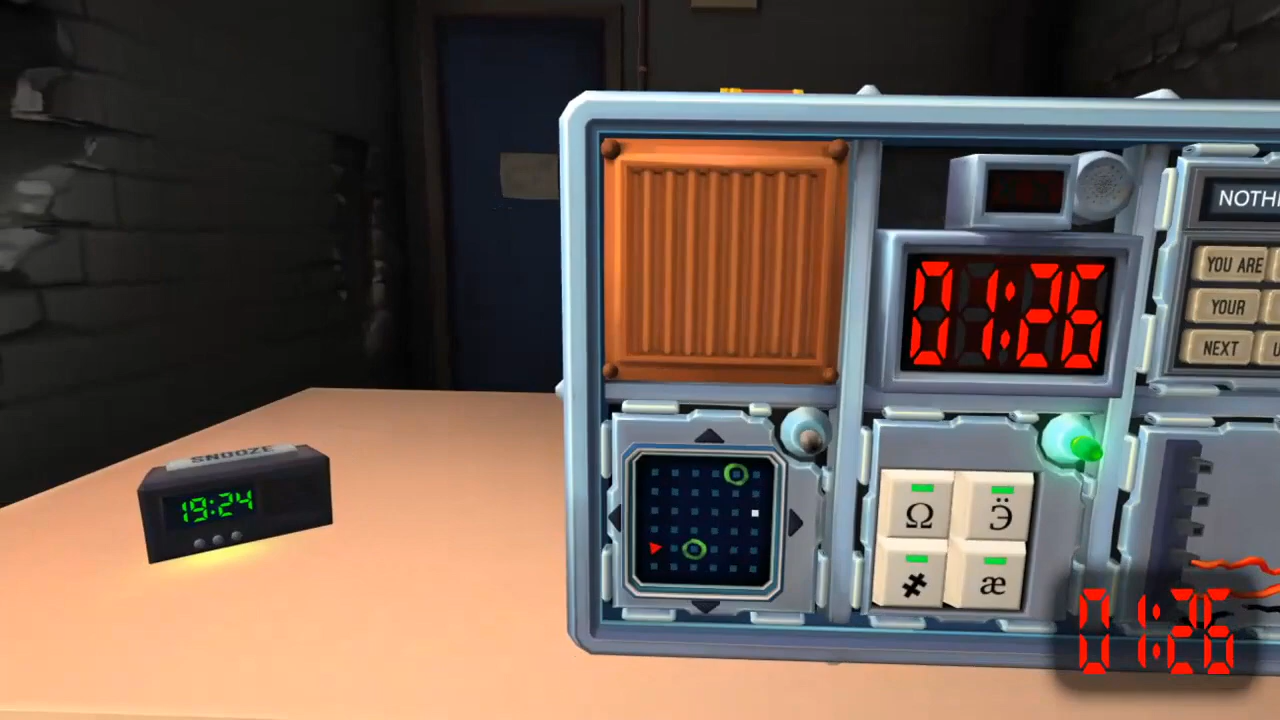 01:26
NOTHI
YOU ARE
YOUR
NEXT
U
SNOOZE
19:24
Ω Ӭ
҂ æ
01:26